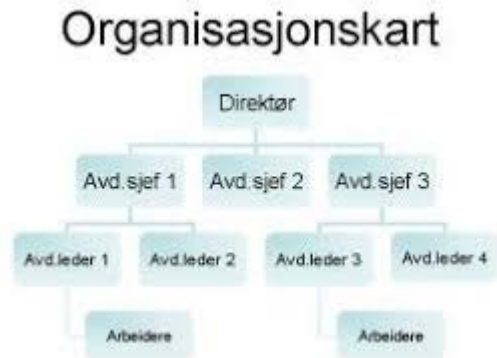 Organisasjonskart
Direktør
Avd.sjef 1
Avd.sjef 2
Avd.sjef 3
Avd.leder 1
Avd.leder 2
Avd.leder 3
Avd.leder 4
Arbeidere
Arbeidere